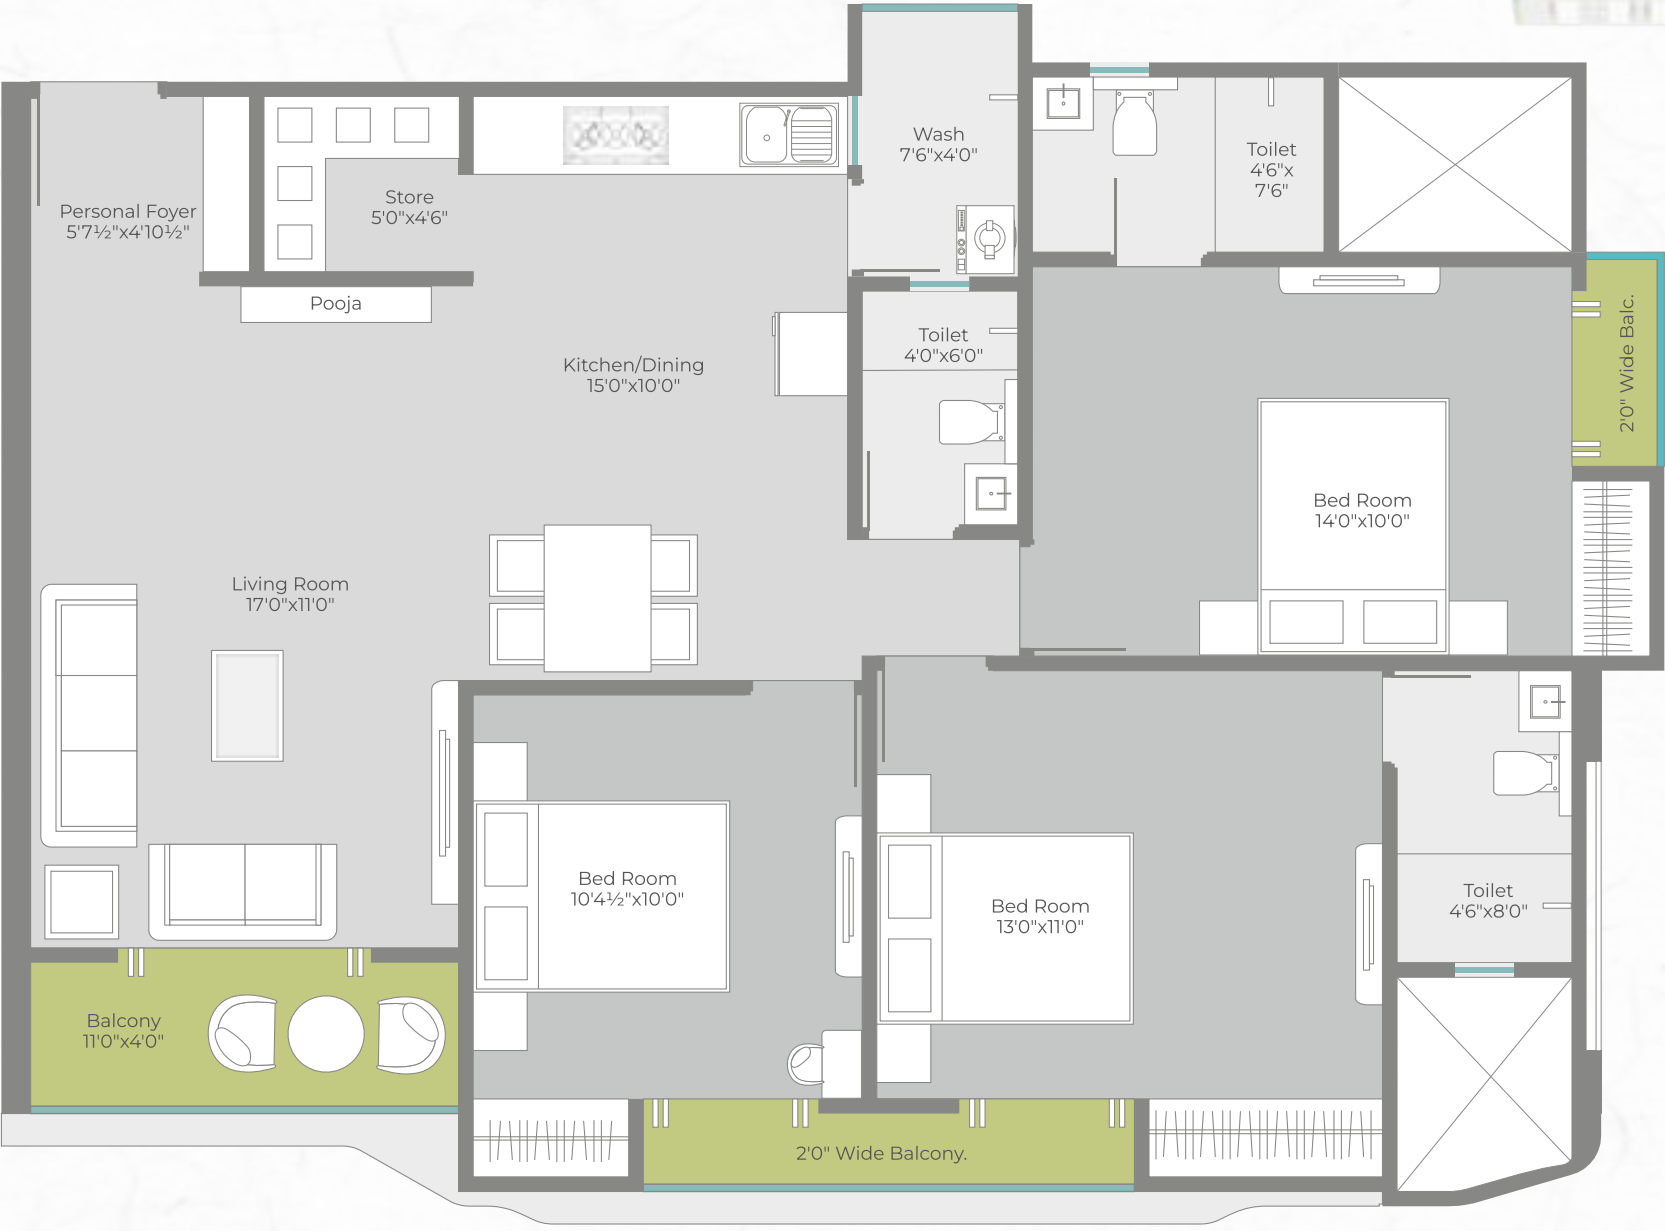 Wash
7'6"x4'0"
Toilet
4'6"x
7'6"
Personal Foyer
5'7½"x4'10½"
Store
5'0"x4'6"
Pooja
Toilet
4'0"x6'0"
Kitchen/Dining
15'0"x10'0"
2'0" Wide Balc.
Bed Room
14'0"x10'0"
Living Room
17'0"x11'0"
Bed Room
10'4½"x10'0"
Bed Room
13'0"x11'0"
Toilet
4'6"x8'0"
Balcony
11'0"x4'0"
2'0" Wide Balcony.